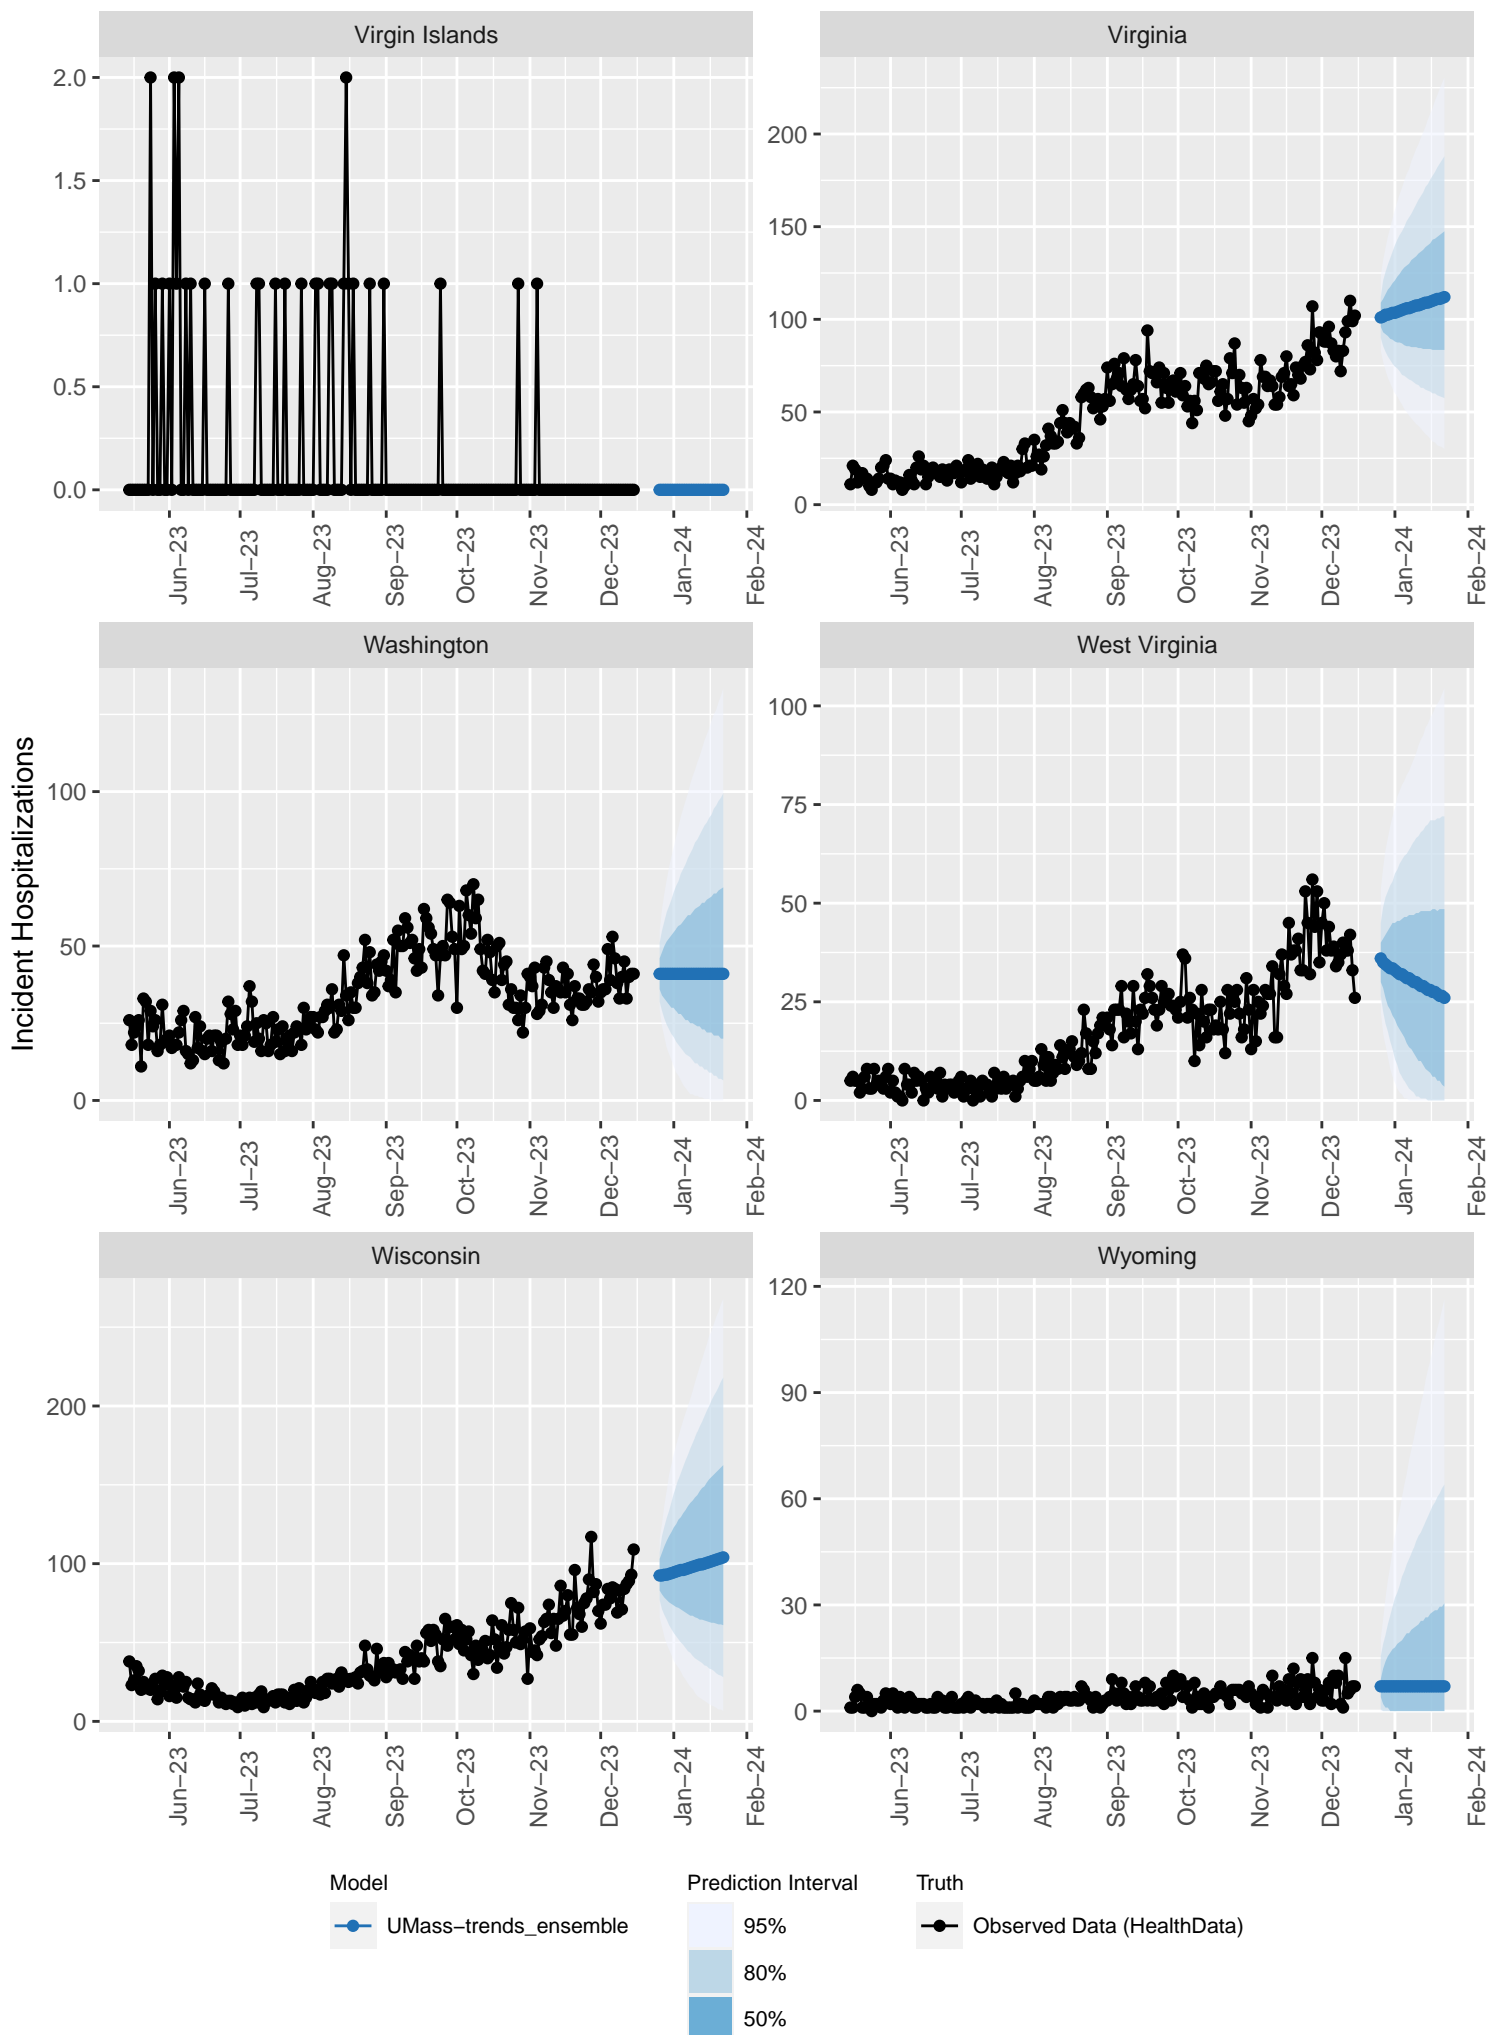 Virgin Islands
Virginia
2.0
1.5
1.0
0.5
0.0
200
150
100
50
0
Jun−23
Jul−23
Aug−23
Sep−23
Oct−23
Nov−23
Dec−23
Jan−24
Feb−24
Jun−23
Jul−23
Aug−23
Sep−23
Oct−23
Nov−23
Dec−23
Jan−24
Feb−24
Incident Hospitalizations
Washington
West Virginia
100
50
0
100
75
50
25
0
Jun−23
Jul−23
Aug−23
Sep−23
Oct−23
Nov−23
Dec−23
Jan−24
Feb−24
Jun−23
Jul−23
Aug−23
Sep−23
Oct−23
Nov−23
Dec−23
Jan−24
Feb−24
Wisconsin
Wyoming
200
100
0
120
90
60
30
0
Jun−23
Jul−23
Aug−23
Sep−23
Oct−23
Nov−23
Dec−23
Jan−24
Feb−24
Jun−23
Jul−23
Aug−23
Sep−23
Oct−23
Nov−23
Dec−23
Jan−24
Feb−24
Model
UMass−trends_ensemble
Prediction Interval
95%
80%
50%
Truth
Observed Data (HealthData)